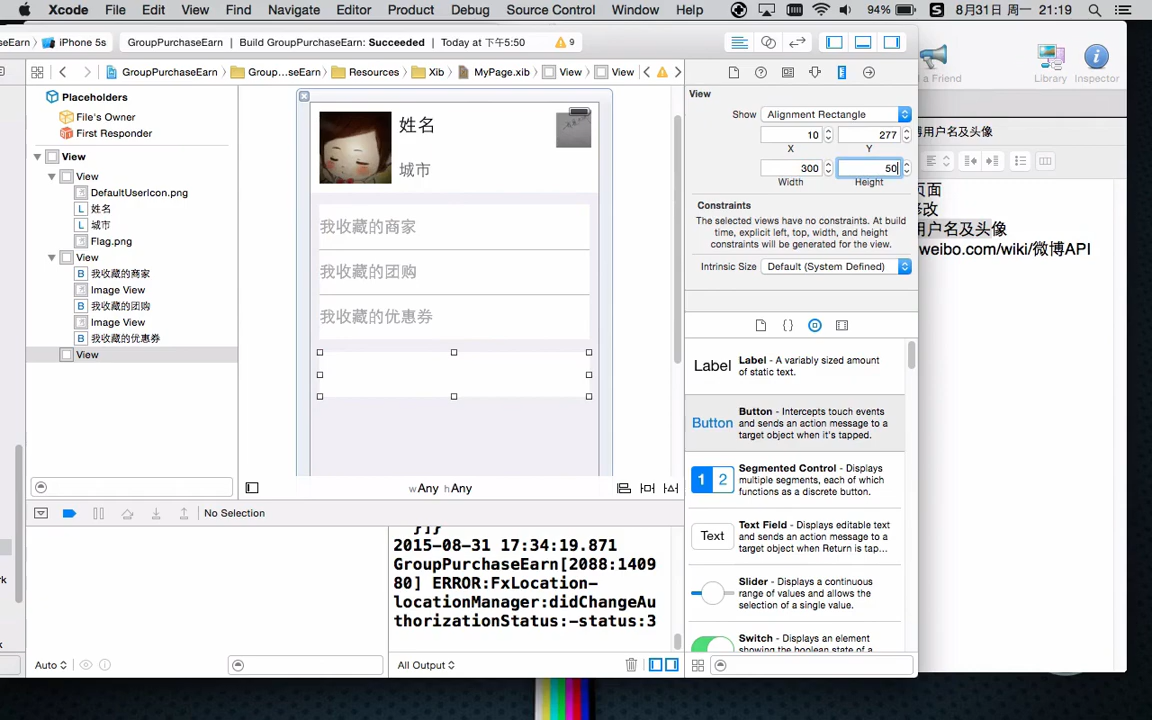 Xcode File Edit View Find Navigate Editor Product Debug Source Control Window Help 94% 8月31日 周一 21:19
seEarn iPhone 5s GroupPurchaseEarn | Build GroupPurchaseEarn: Succeeded | Today at 下午5:50 9
GroupPurchaseEarn Group...seEarn Resources Xib MyPage.xib View View
d a Friend Library Inspector
Placeholders
File's Owner
First Responder
View
View
DefaultUserIcon.png
姓名
城市
Flag.png
View
我收藏的商家
Image View
我收藏的团购
Image View
我收藏的优惠券
View
姓名
城市
我收藏的商家
我收藏的团购
我收藏的优惠券
wAny hAny
View
Show Alignment Rectangle
10 277
X Y
300 50
Width Height
Constraints
The selected views have no constraints. At build
time, explicit left, top, width, and height
constraints will be generated for the view.
Intrinsic Size Default (System Defined)
Label Label - A variably sized amount
of static text.
Button Button - Intercepts touch events
and sends an action message to a
target object when it's tapped.
1 2 Segmented Control - Displays
multiple segments, each of which
functions as a discrete button.
Text Text Field - Displays editable text
and sends an action message to a
target object when Return is tap...
Slider - Displays a continuous
range of values and allows the
selection of a single value.
Switch - Displays an element
showing the boolean state of a
用户名及头像
页面
修改
用户名及头像
weibo.com/wiki/微博API
No Selection
}]}
2015-08-31 17:34:19.871
GroupPurchaseEarn[2088:1409
80] ERROR:FxLocation-
locationManager:didChangeAu
thorizationStatus:-status:3
Auto All Output